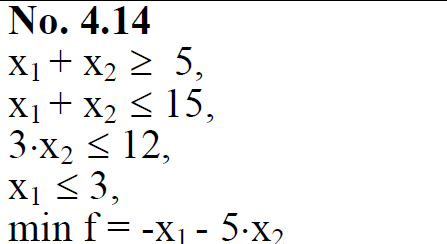 No. 4.14
x₁ + x₂ ≥ 5,
x₁ + x₂ ≤ 15,
3·x₂ ≤ 12,
x₁ ≤ 3,
min f = -x₁ - 5·x₂